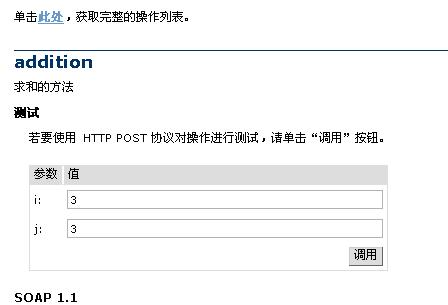 单击此处，获取完整的操作列表。
addition
求和的方法
测试
若要使用 HTTP POST 协议对操作进行测试，请单击“调用”按钮。
参数 值
i: 3
j: 3
调用
SOAP 1.1